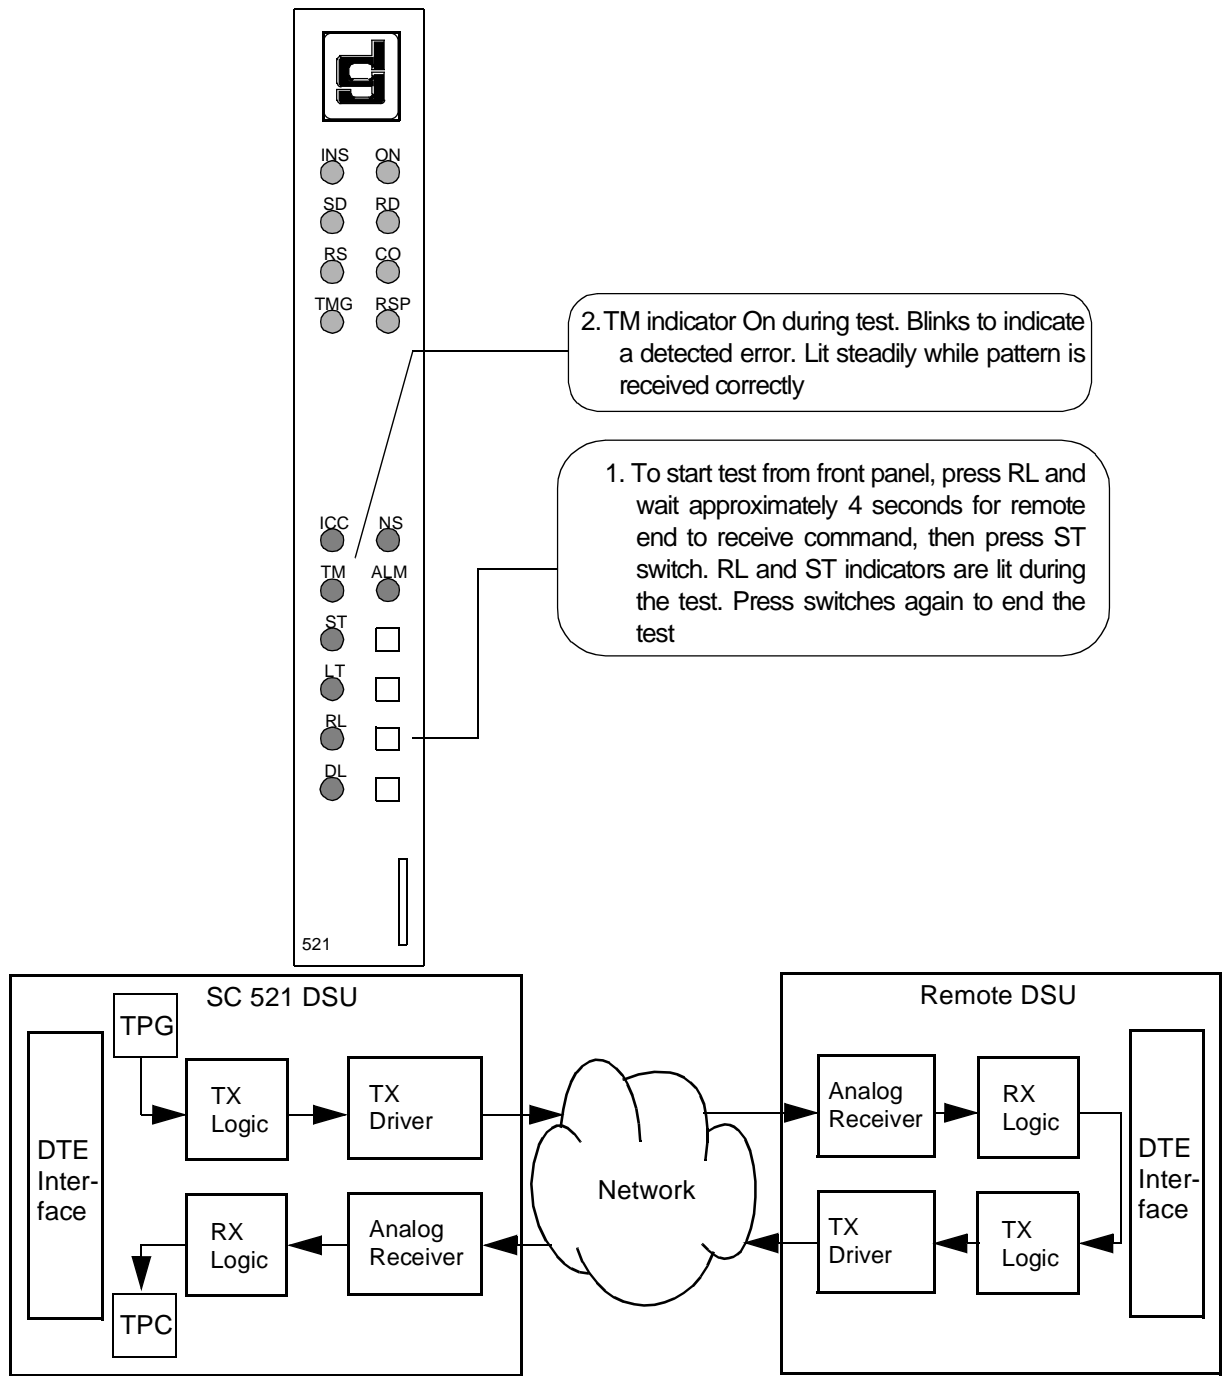 INS ON
SD RD
RS CO
TMG RSP
2. TM indicator On during test. Blinks to indicate
a detected error. Lit steadily while pattern is
received correctly
1. To start test from front panel, press RL and
wait approximately 4 seconds for remote
end to receive command, then press ST
switch. RL and ST indicators are lit during
the test. Press switches again to end the
test
ICC NS
TM ALM
ST
LT
RL
DL
521
SC 521 DSU
TPG
TX
Logic
TX
Driver
DTE
Inter-
face
RX
Logic
Analog
Receiver
TPC
Network
Remote DSU
Analog
Receiver
RX
Logic
TX
Driver
TX
Logic
DTE
Inter-
face